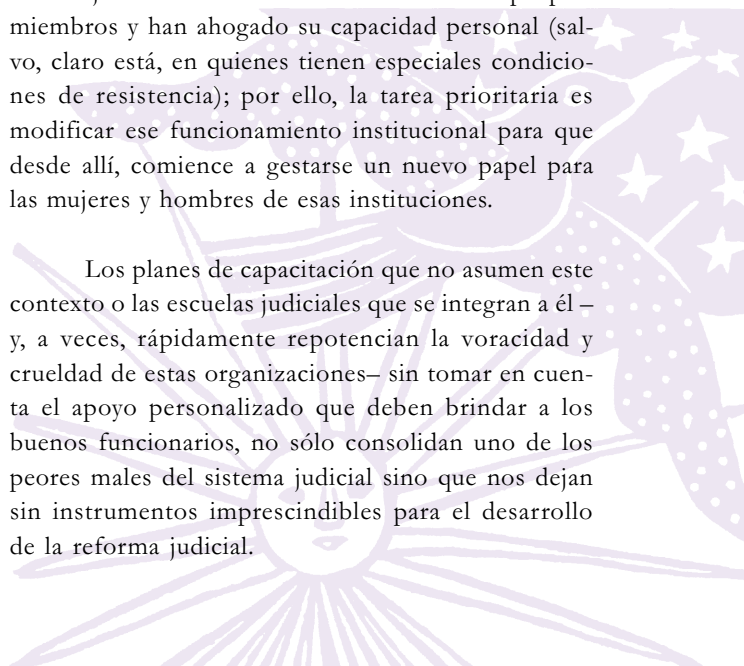 miembros y han ahogado su capacidad personal (sal-
vo, claro está, en quienes tienen especiales condicio-
nes de resistencia); por ello, la tarea prioritaria es
modificar ese funcionamiento institucional para que
desde allí, comience a gestarse un nuevo papel para
las mujeres y hombres de esas instituciones.
Los planes de capacitación que no asumen este
contexto o las escuelas judiciales que se integran a él –
y, a veces, rápidamente repotencian la voracidad y
crueldad de estas organizaciones– sin tomar en cuen-
ta el apoyo personalizado que deben brindar a los
buenos funcionarios, no sólo consolidan uno de los
peores males del sistema judicial sino que nos dejan
sin instrumentos imprescindibles para el desarrollo
de la reforma judicial.